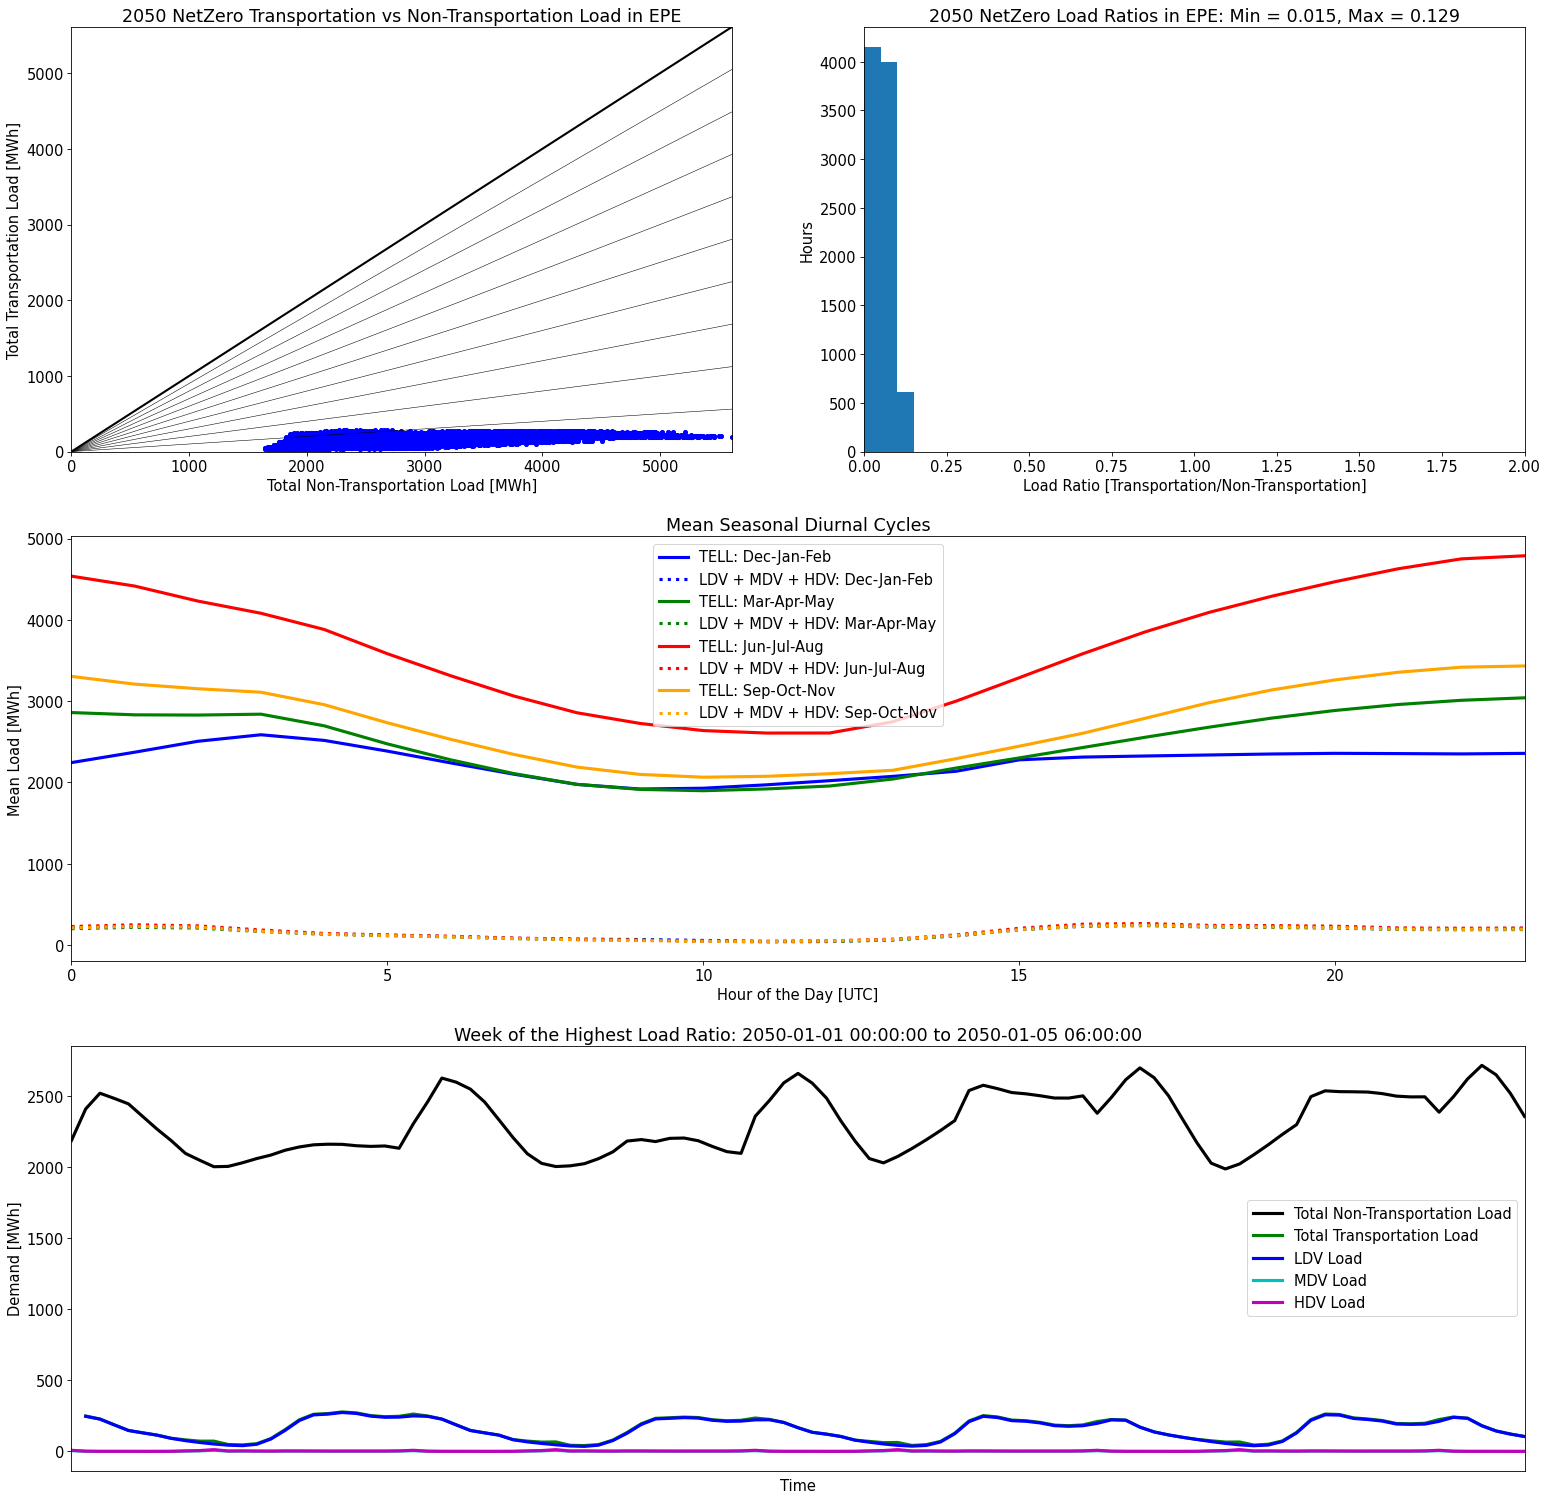 2050 NetZero Transportation vs Non-Transportation Load in EPE
Total Transportation Load [MWh]
5000
4000
3000
2000
1000
0
0 1000 2000 3000 4000 5000
Total Non-Transportation Load [MWh]
2050 NetZero Load Ratios in EPE: Min = 0.015, Max = 0.129
Hours
4000
3500
3000
2500
2000
1500
1000
500
0
0.00 0.25 0.50 0.75 1.00 1.25 1.50 1.75 2.00
Load Ratio [Transportation/Non-Transportation]
Mean Seasonal Diurnal Cycles
Mean Load [MWh]
5000
4000
3000
2000
1000
0
TELL: Dec-Jan-Feb
LDV + MDV + HDV: Dec-Jan-Feb
TELL: Mar-Apr-May
LDV + MDV + HDV: Mar-Apr-May
TELL: Jun-Jul-Aug
LDV + MDV + HDV: Jun-Jul-Aug
TELL: Sep-Oct-Nov
LDV + MDV + HDV: Sep-Oct-Nov
0 5 10 15 20
Hour of the Day [UTC]
Week of the Highest Load Ratio: 2050-01-01 00:00:00 to 2050-01-05 06:00:00
Demand [MWh]
2500
2000
1500
1000
500
0
Total Non-Transportation Load
Total Transportation Load
LDV Load
MDV Load
HDV Load
Time